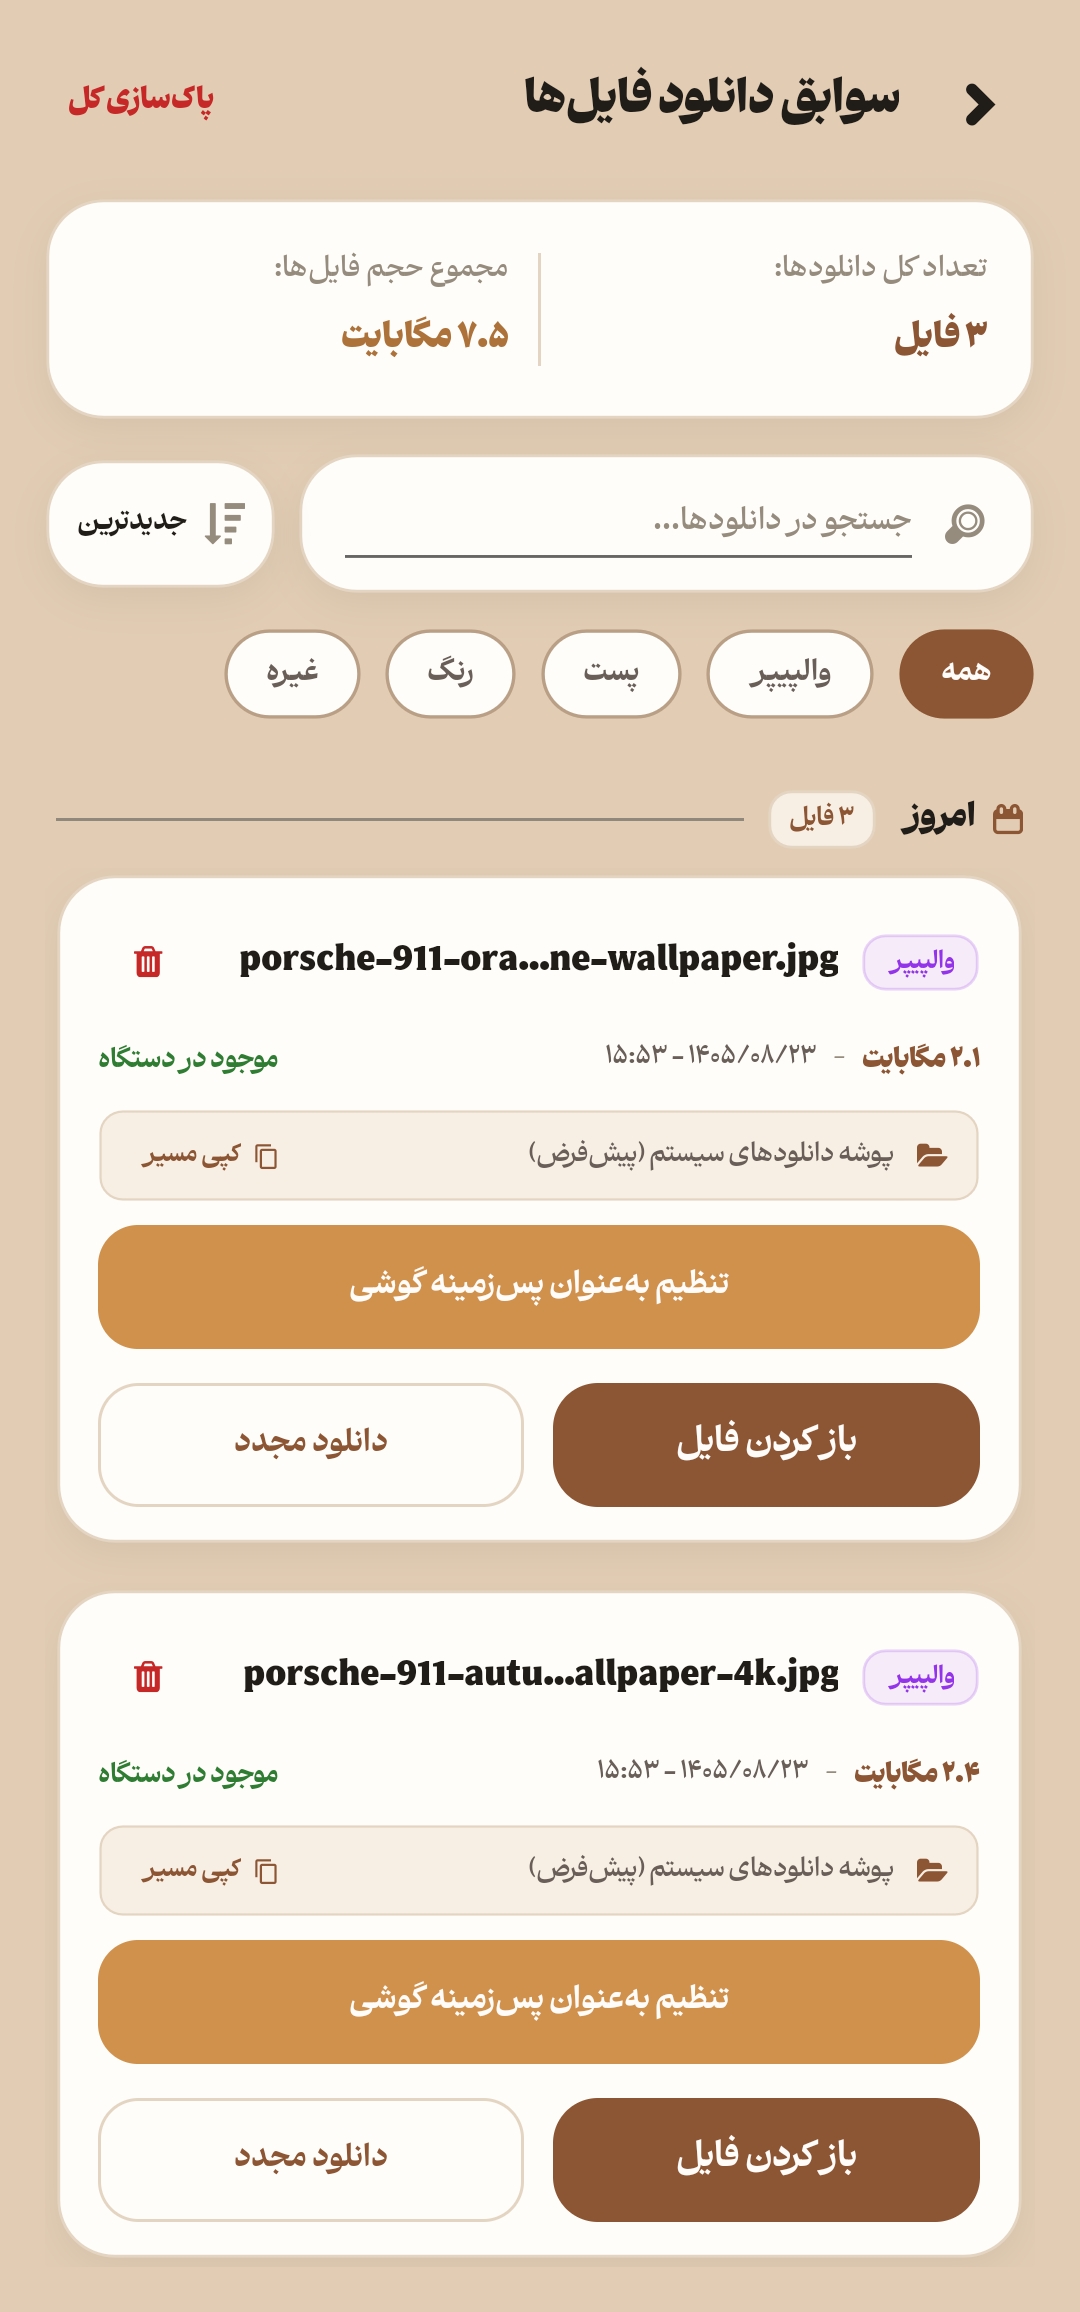 سوابق دانلود فایل‌ها
پاک‌سازی کل
تعداد کل دانلودها:
۳ فایل
مجموع حجم فایل‌ها:
۷.۵ مگابایت
جستجو در دانلودها...
جدیدترین
همه
والپیپر
پست
رنگ
غیره
امروز
۳ فایل
والپیپر
porsche-911-ora...ne-wallpaper.jpg
۲.۱ مگابایت - ۱۴۰۵/۰۸/۲۳ - ۱۵:۵۳
موجود در دستگاه
پوشه دانلودهای سیستم (پیش‌فرض)
کپی مسیر
تنظیم به‌عنوان پس‌زمینه گوشی
باز کردن فایل
دانلود مجدد
والپیپر
porsche-911-autu...allpaper-4k.jpg
۲.۴ مگابایت - ۱۴۰۵/۰۸/۲۳ - ۱۵:۵۳
موجود در دستگاه
پوشه دانلودهای سیستم (پیش‌فرض)
کپی مسیر
تنظیم به‌عنوان پس‌زمینه گوشی
باز کردن فایل
دانلود مجدد